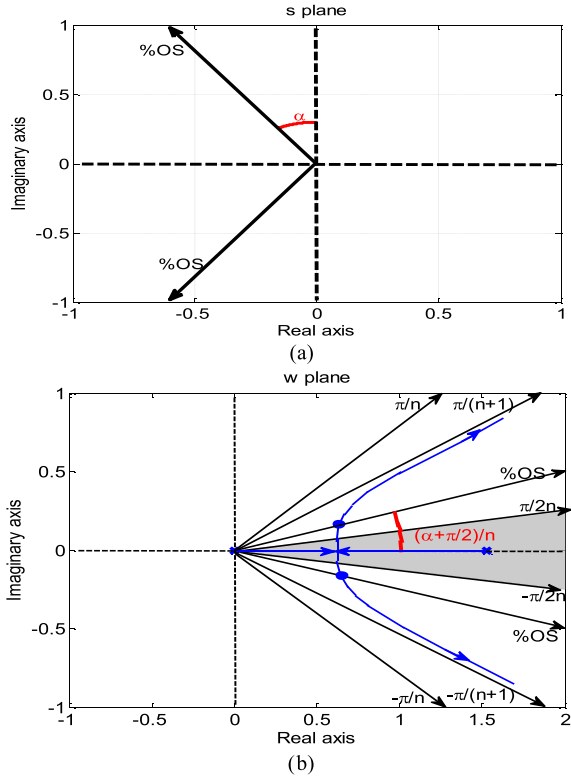 s plane
1
%OS
α
0.5
0
-0.5
%OS
-1
-1
-0.5
0
0.5
1
Imaginary axis
Real axis
(a)
w plane
1
π/n
π/(n+1)
0.5
%OS
π/2n
(α+π/2)/n
0
-π/2n
-0.5
%OS
-π/n
-π/(n+1)
-1
-1
-0.5
0
0.5
1
1.5
2
Imaginary axis
Real axis
(b)